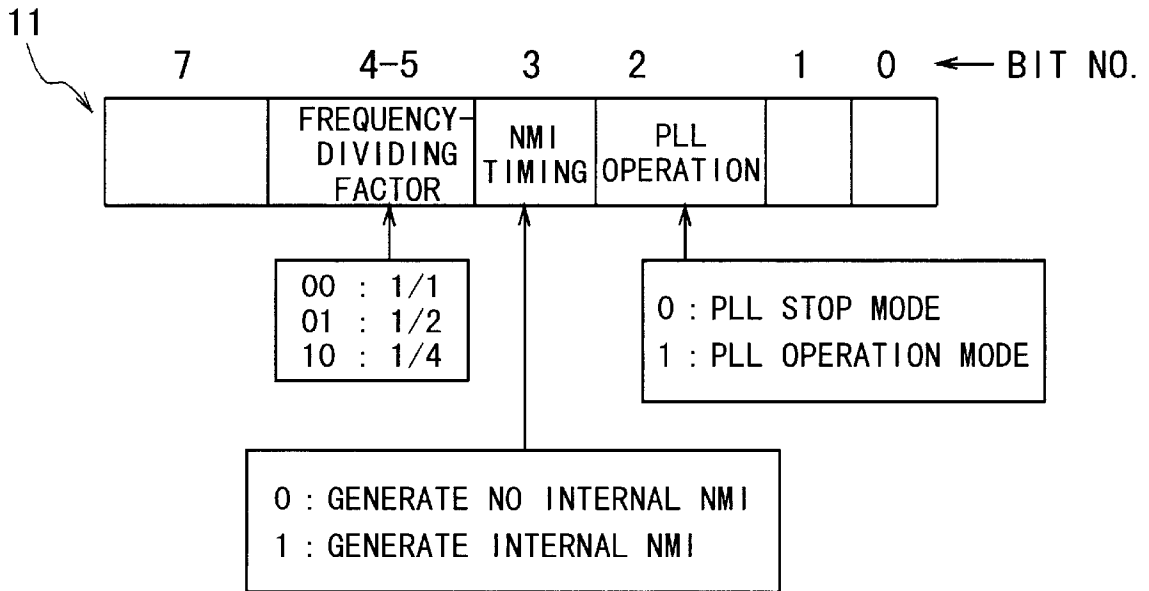 11
7 4-5 3 2 1 0 ← BIT NO.
FREQUENCY-
DIVIDING
FACTOR
NMI
TIMING
PLL
OPERATION
00 : 1/1
01 : 1/2
10 : 1/4
0 : PLL STOP MODE
1 : PLL OPERATION MODE
0 : GENERATE NO INTERNAL NMI
1 : GENERATE INTERNAL NMI